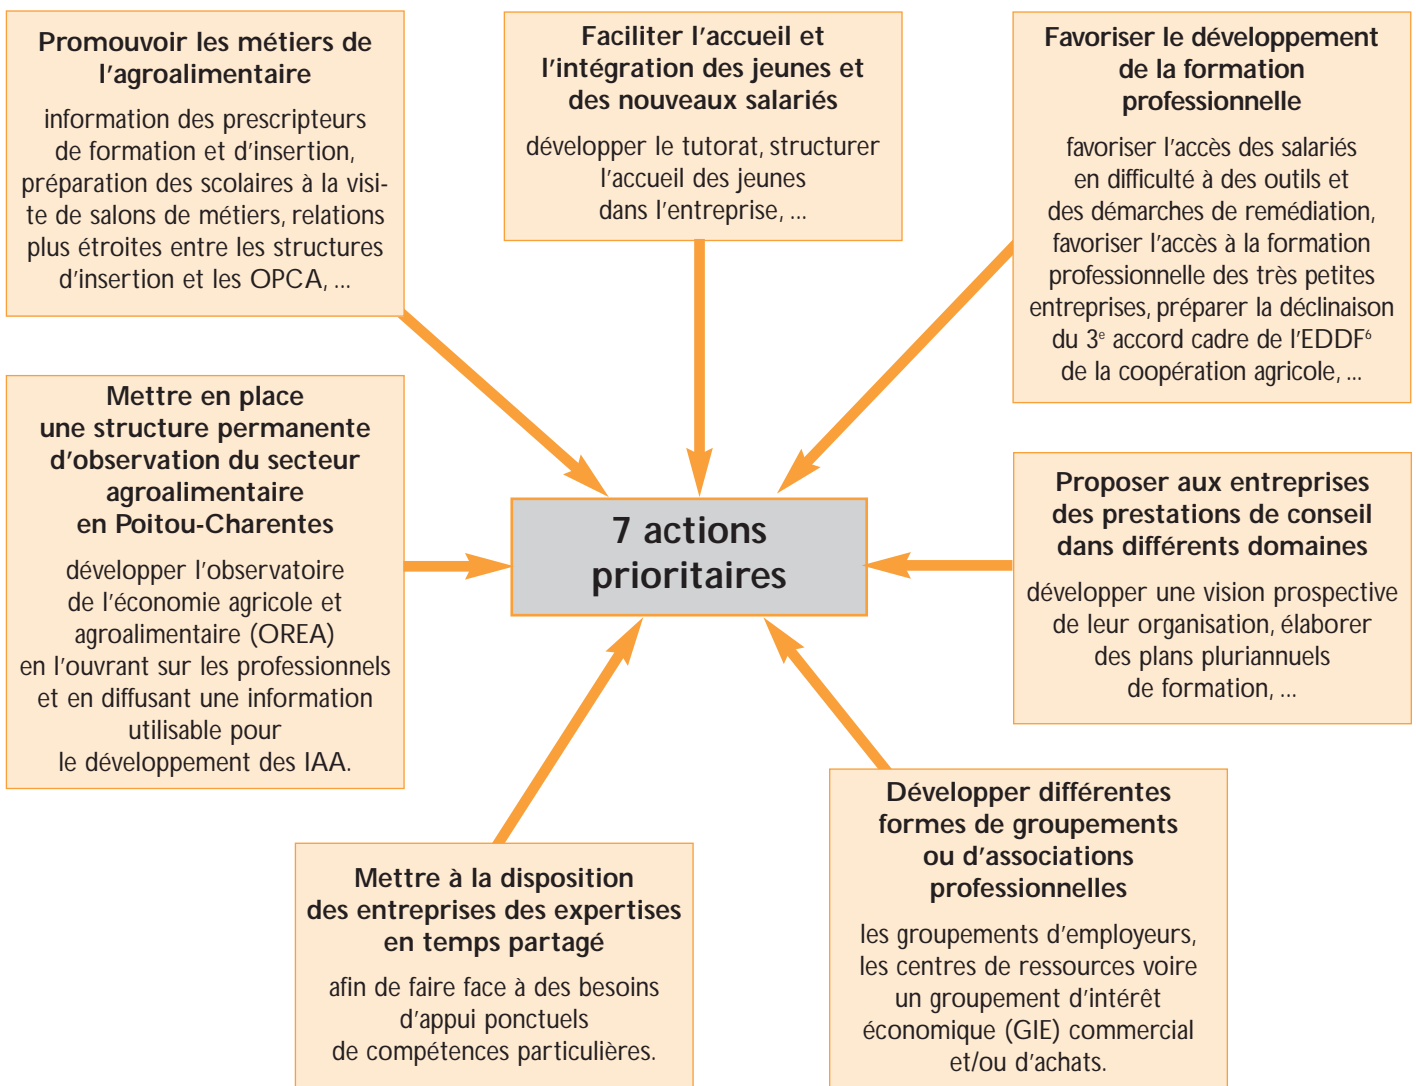 Promouvoir les métiers de
l'agroalimentaire
information des prescripteurs
de formation et d'insertion,
préparation des scolaires à la visi-
te de salons de métiers, relations
plus étroites entre les structures
d'insertion et les OPCA, ...
Faciliter l'accueil et
l'intégration des jeunes et
des nouveaux salariés
développer le tutorat, structurer
l'accueil des jeunes
dans l'entreprise, ...
Favoriser le développement
de la formation
professionnelle
favoriser l'accès des salariés
en difficulté à des outils et
des démarches de remédiation,
favoriser l'accès à la formation
professionnelle des très petites
entreprises, préparer la déclinaison
du 3e accord cadre de l'EDDF6
de la coopération agricole, ...
Mettre en place
une structure permanente
d'observation du secteur
agroalimentaire
en Poitou-Charentes
développer l'observatoire
de l'économie agricole et
agroalimentaire (OREA)
en l'ouvrant sur les professionnels
et en diffusant une information
utilisable pour
le développement des IAA.
7 actions
prioritaires
Proposer aux entreprises
des prestations de conseil
dans différents domaines
développer une vision prospective
de leur organisation, élaborer
des plans pluriannuels
de formation, ...
Mettre à la disposition
des entreprises des expertises
en temps partagé
afin de faire face à des besoins
d'appui ponctuels
de compétences particulières.
Développer différentes
formes de groupements
ou d'associations
professionnelles
les groupements d'employeurs,
les centres de ressources voire
un groupement d'intérêt
économique (GIE) commercial
et/ou d'achats.